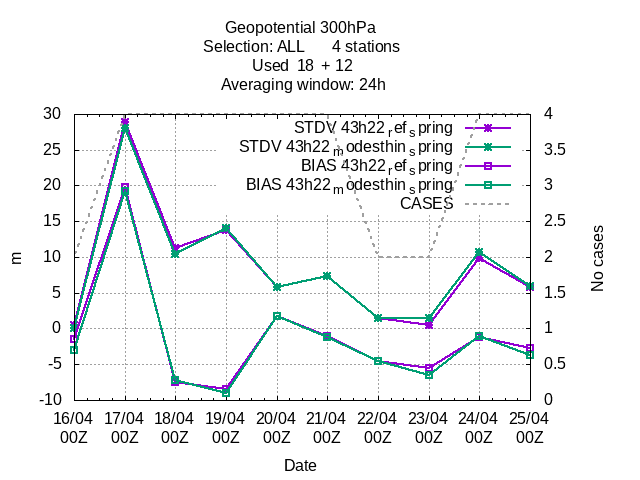 Geopotential 300hPa
Selection: ALL 4 stations
Used 18 + 12
Averaging window: 24h
STDV 43h22_ref_spring
STDV 43h22_modesthin_spring
BIAS 43h22_ref_spring
BIAS 43h22_modesthin_spring
CASES
30
25
20
15
10
5
0
-5
-10
m
4
3.5
3
2.5
2
1.5
1
0.5
0
No cases
16/04 17/04 18/04 19/04 20/04 21/04 22/04 23/04 24/04 25/04
00Z 00Z 00Z 00Z 00Z 00Z 00Z 00Z 00Z 00Z
Date